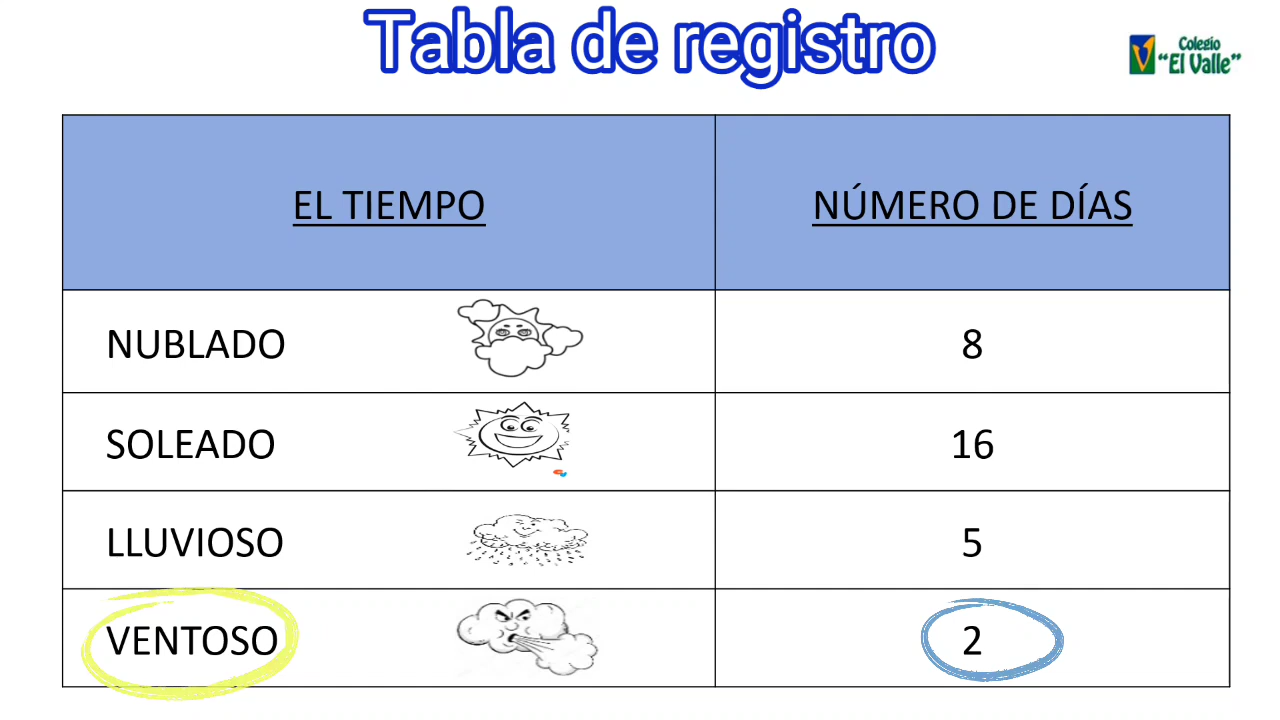 Tabla de registro
Colegio
"El Valle"
EL TIEMPO
NÚMERO DE DÍAS
NUBLADO
8
SOLEADO
16
LLUVIOSO
5
VENTOSO
2